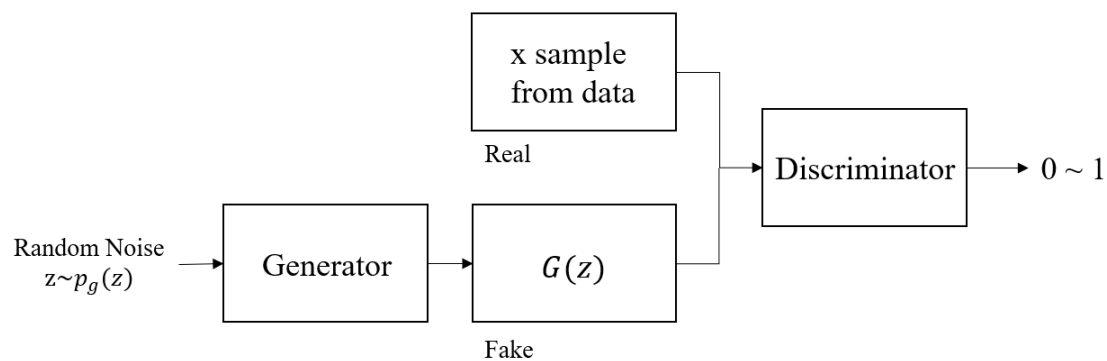 x sample
from data
Real
Discriminator
0 ~ 1
Random Noise
z~p_g(z)
Generator
G(z)
Fake